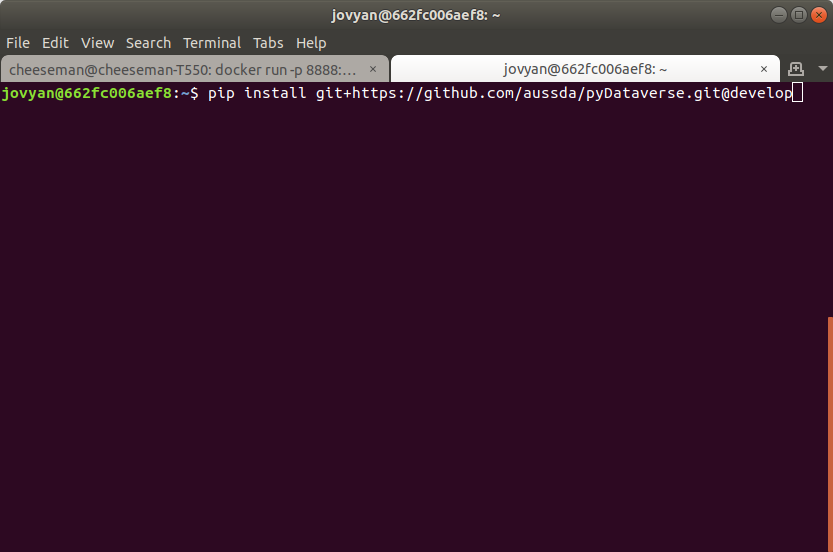 jovyan@662fc006aef8: ~
File Edit View Search Terminal Tabs Help
cheeseman@cheeseman-T550: docker run -p 8888:... × jovyan@662fc006aef8: ~ ×
jovyan@662fc006aef8:~$ pip install git+https://github.com/aussda/pyDataverse.git@develop